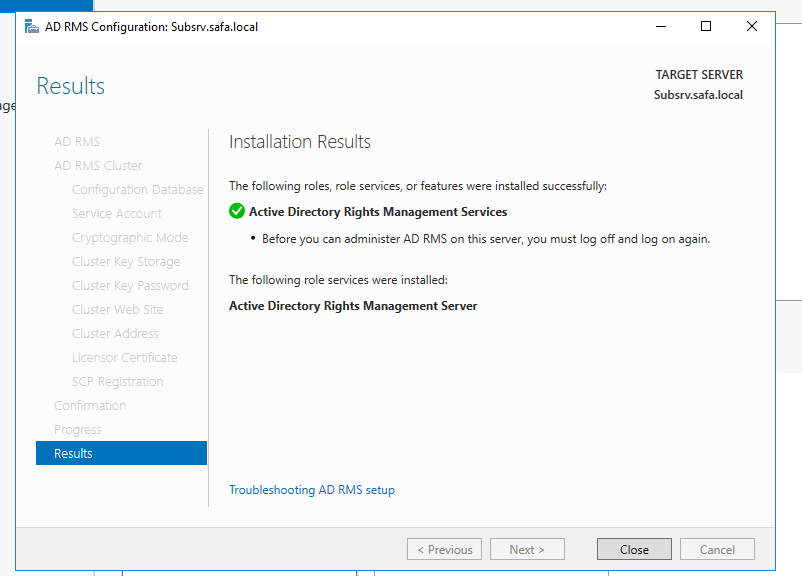 AD RMS Configuration: Subsrv.safa.local
Results
TARGET SERVER
Subsrv.safa.local
AD RMS
AD RMS Cluster
Configuration Database
Service Account
Cryptographic Mode
Cluster Key Storage
Cluster Key Password
Cluster Web Site
Cluster Address
Licensor Certificate
SCP Registration
Confirmation
Progress
Results
Installation Results
The following roles, role services, or features were installed successfully:
Active Directory Rights Management Services
• Before you can administer AD RMS on this server, you must log off and log on again.
The following role services were installed:
Active Directory Rights Management Server
Troubleshooting AD RMS setup
< Previous
Next >
Close
Cancel